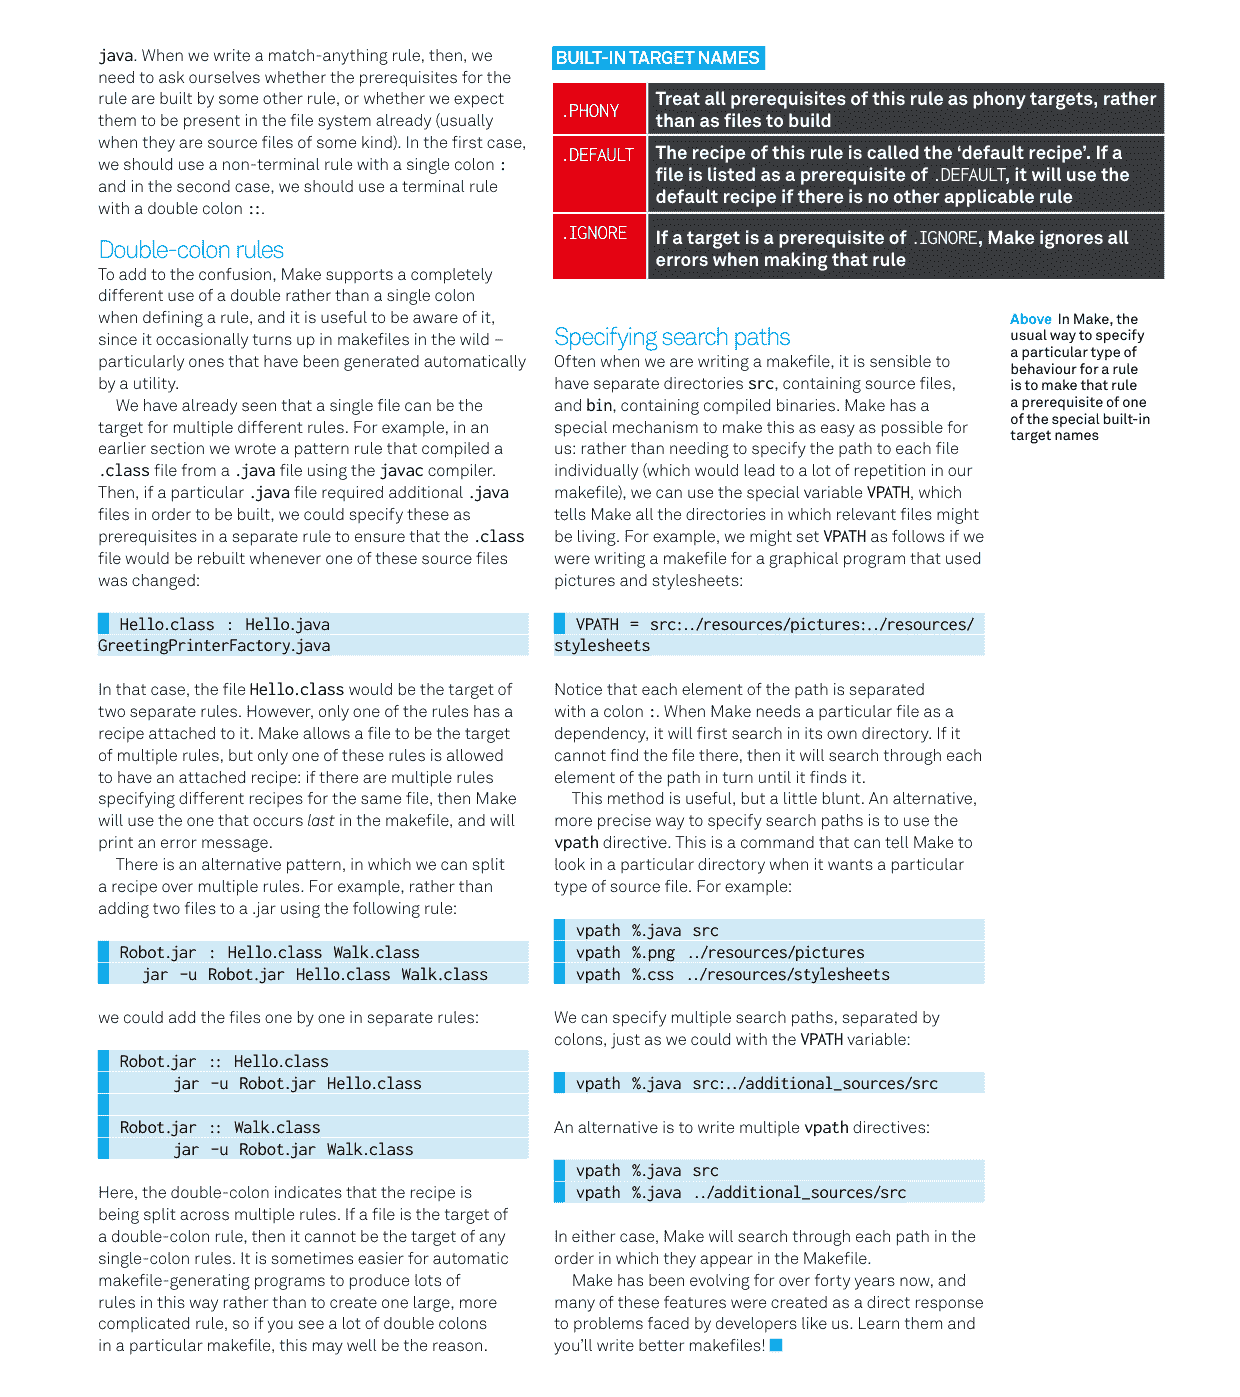 java. When we write a match-anything rule, then, we
need to ask ourselves whether the prerequisites for the
rule are built by some other rule, or whether we expect
them to be present in the file system already (usually
when they are source files of some kind). In the first case,
we should use a non-terminal rule with a single colon :
and in the second case, we should use a terminal rule
with a double colon ::.
Double-colon rules
To add to the confusion, Make supports a completely
different use of a double rather than a single colon
when defining a rule, and it is useful to be aware of it,
since it occasionally turns up in makefiles in the wild –
particularly ones that have been generated automatically
by a utility.
We have already seen that a single file can be the
target for multiple different rules. For example, in an
earlier section we wrote a pattern rule that compiled a
.class file from a .java file using the javac compiler.
Then, if a particular .java file required additional .java
files in order to be built, we could specify these as
prerequisites in a separate rule to ensure that the .class
file would be rebuilt whenever one of these source files
was changed:
Hello.class : Hello.java
GreetingPrinterFactory.java
In that case, the file Hello.class would be the target of
two separate rules. However, only one of the rules has a
recipe attached to it. Make allows a file to be the target
of multiple rules, but only one of these rules is allowed
to have an attached recipe: if there are multiple rules
specifying different recipes for the same file, then Make
will use the one that occurs last in the makefile, and will
print an error message.
There is an alternative pattern, in which we can split
a recipe over multiple rules. For example, rather than
adding two files to a .jar using the following rule:
Robot.jar : Hello.class Walk.class
jar -u Robot.jar Hello.class Walk.class
we could add the files one by one in separate rules:
Robot.jar :: Hello.class
jar -u Robot.jar Hello.class
Robot.jar :: Walk.class
jar -u Robot.jar Walk.class
Here, the double-colon indicates that the recipe is
being split across multiple rules. If a file is the target of
a double-colon rule, then it cannot be the target of any
single-colon rules. It is sometimes easier for automatic
makefile-generating programs to produce lots of
rules in this way rather than to create one large, more
complicated rule, so if you see a lot of double colons
in a particular makefile, this may well be the reason.
BUILT-IN TARGET NAMES
.PHONY
Treat all prerequisites of this rule as phony targets, rather
than as files to build
.DEFAULT
The recipe of this rule is called the ‘default recipe’. If a
file is listed as a prerequisite of .DEFAULT, it will use the
default recipe if there is no other applicable rule
.IGNORE
If a target is a prerequisite of .IGNORE, Make ignores all
errors when making that rule
Above In Make, the
usual way to specify
a particular type of
behaviour for a rule
is to make that rule
a prerequisite of one
of the special built-in
target names
Specifying search paths
Often when we are writing a makefile, it is sensible to
have separate directories src, containing source files,
and bin, containing compiled binaries. Make has a
special mechanism to make this as easy as possible for
us: rather than needing to specify the path to each file
individually (which would lead to a lot of repetition in our
makefile), we can use the special variable VPATH, which
tells Make all the directories in which relevant files might
be living. For example, we might set VPATH as follows if we
were writing a makefile for a graphical program that used
pictures and stylesheets:
VPATH = src:../resources/pictures:../resources/
stylesheets
Notice that each element of the path is separated
with a colon :. When Make needs a particular file as a
dependency, it will first search in its own directory. If it
cannot find the file there, then it will search through each
element of the path in turn until it finds it.
This method is useful, but a little blunt. An alternative,
more precise way to specify search paths is to use the
vpath directive. This is a command that can tell Make to
look in a particular directory when it wants a particular
type of source file. For example:
vpath %.java src
vpath %.png ../resources/pictures
vpath %.css ../resources/stylesheets
We can specify multiple search paths, separated by
colons, just as we could with the VPATH variable:
vpath %.java src:../additional_sources/src
An alternative is to write multiple vpath directives:
vpath %.java src
vpath %.java ../additional_sources/src
In either case, Make will search through each path in the
order in which they appear in the Makefile.
Make has been evolving for over forty years now, and
many of these features were created as a direct response
to problems faced by developers like us. Learn them and
you’ll write better makefiles!